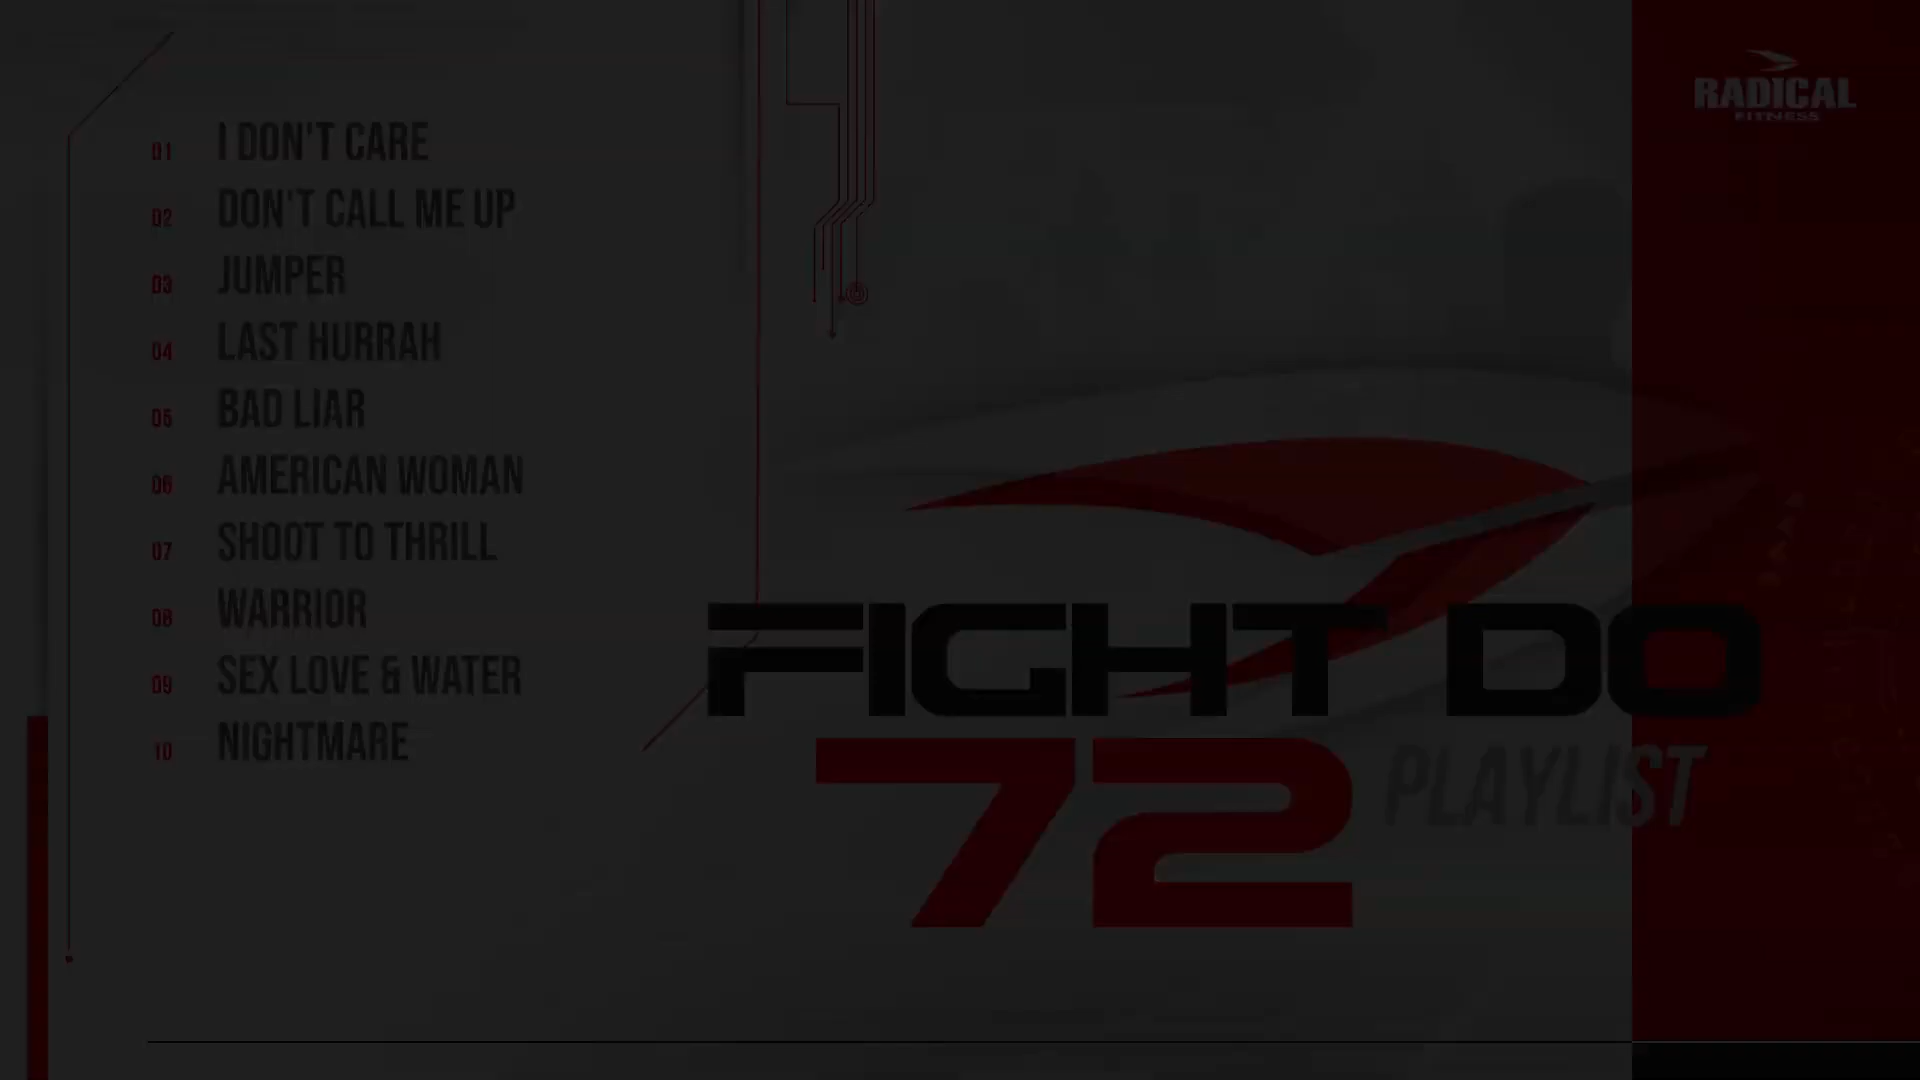 01 I DON'T CARE
02 DON'T CALL ME UP
03 JUMPER
04 LAST HURRAH
05 BAD LIAR
06 AMERICAN WOMAN
07 SHOOT TO THRILL
08 WARRIOR
09 SEX LOVE & WATER
10 NIGHTMARE
RADICAL
FITNESS
FIGHT DO
72 PLAYLIST